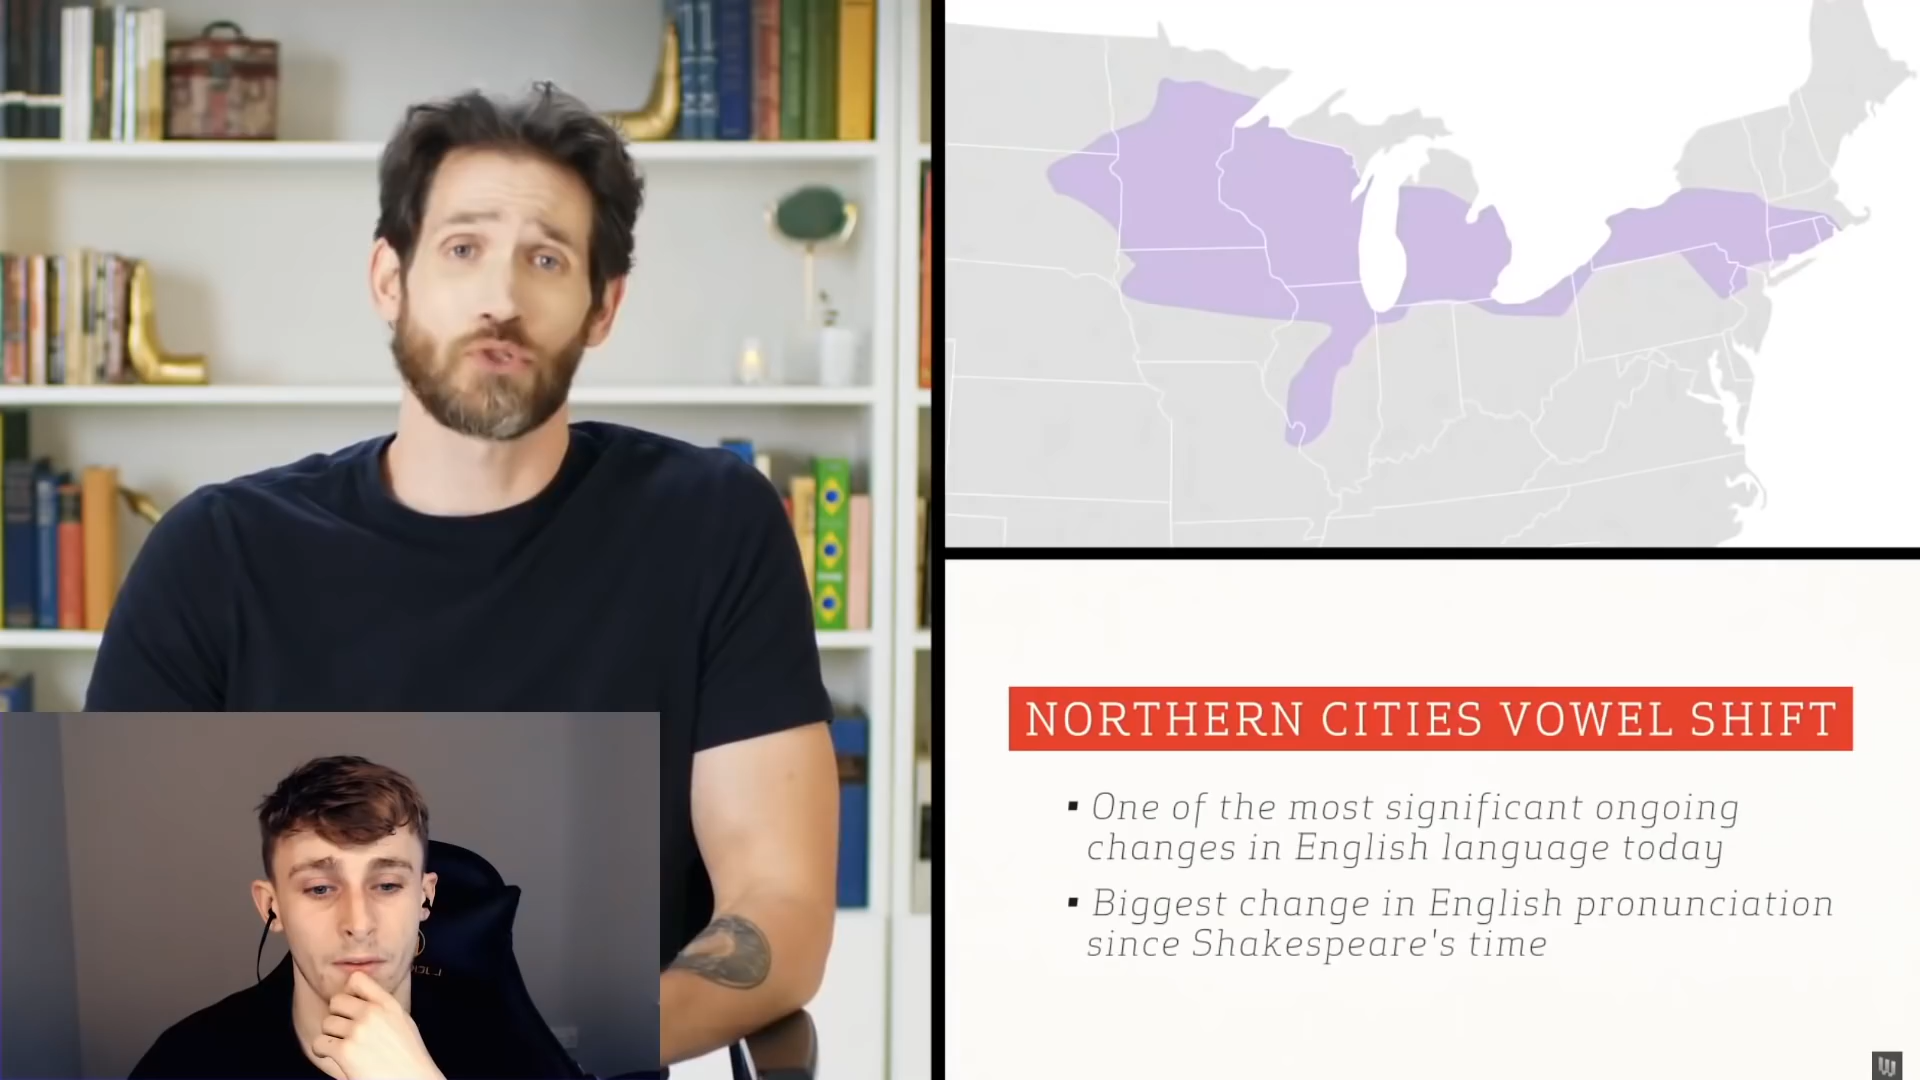 NORTHERN CITIES VOWEL SHIFT
▪ One of the most significant ongoing
changes in English language today
▪ Biggest change in English pronunciation
since Shakespeare's time
W